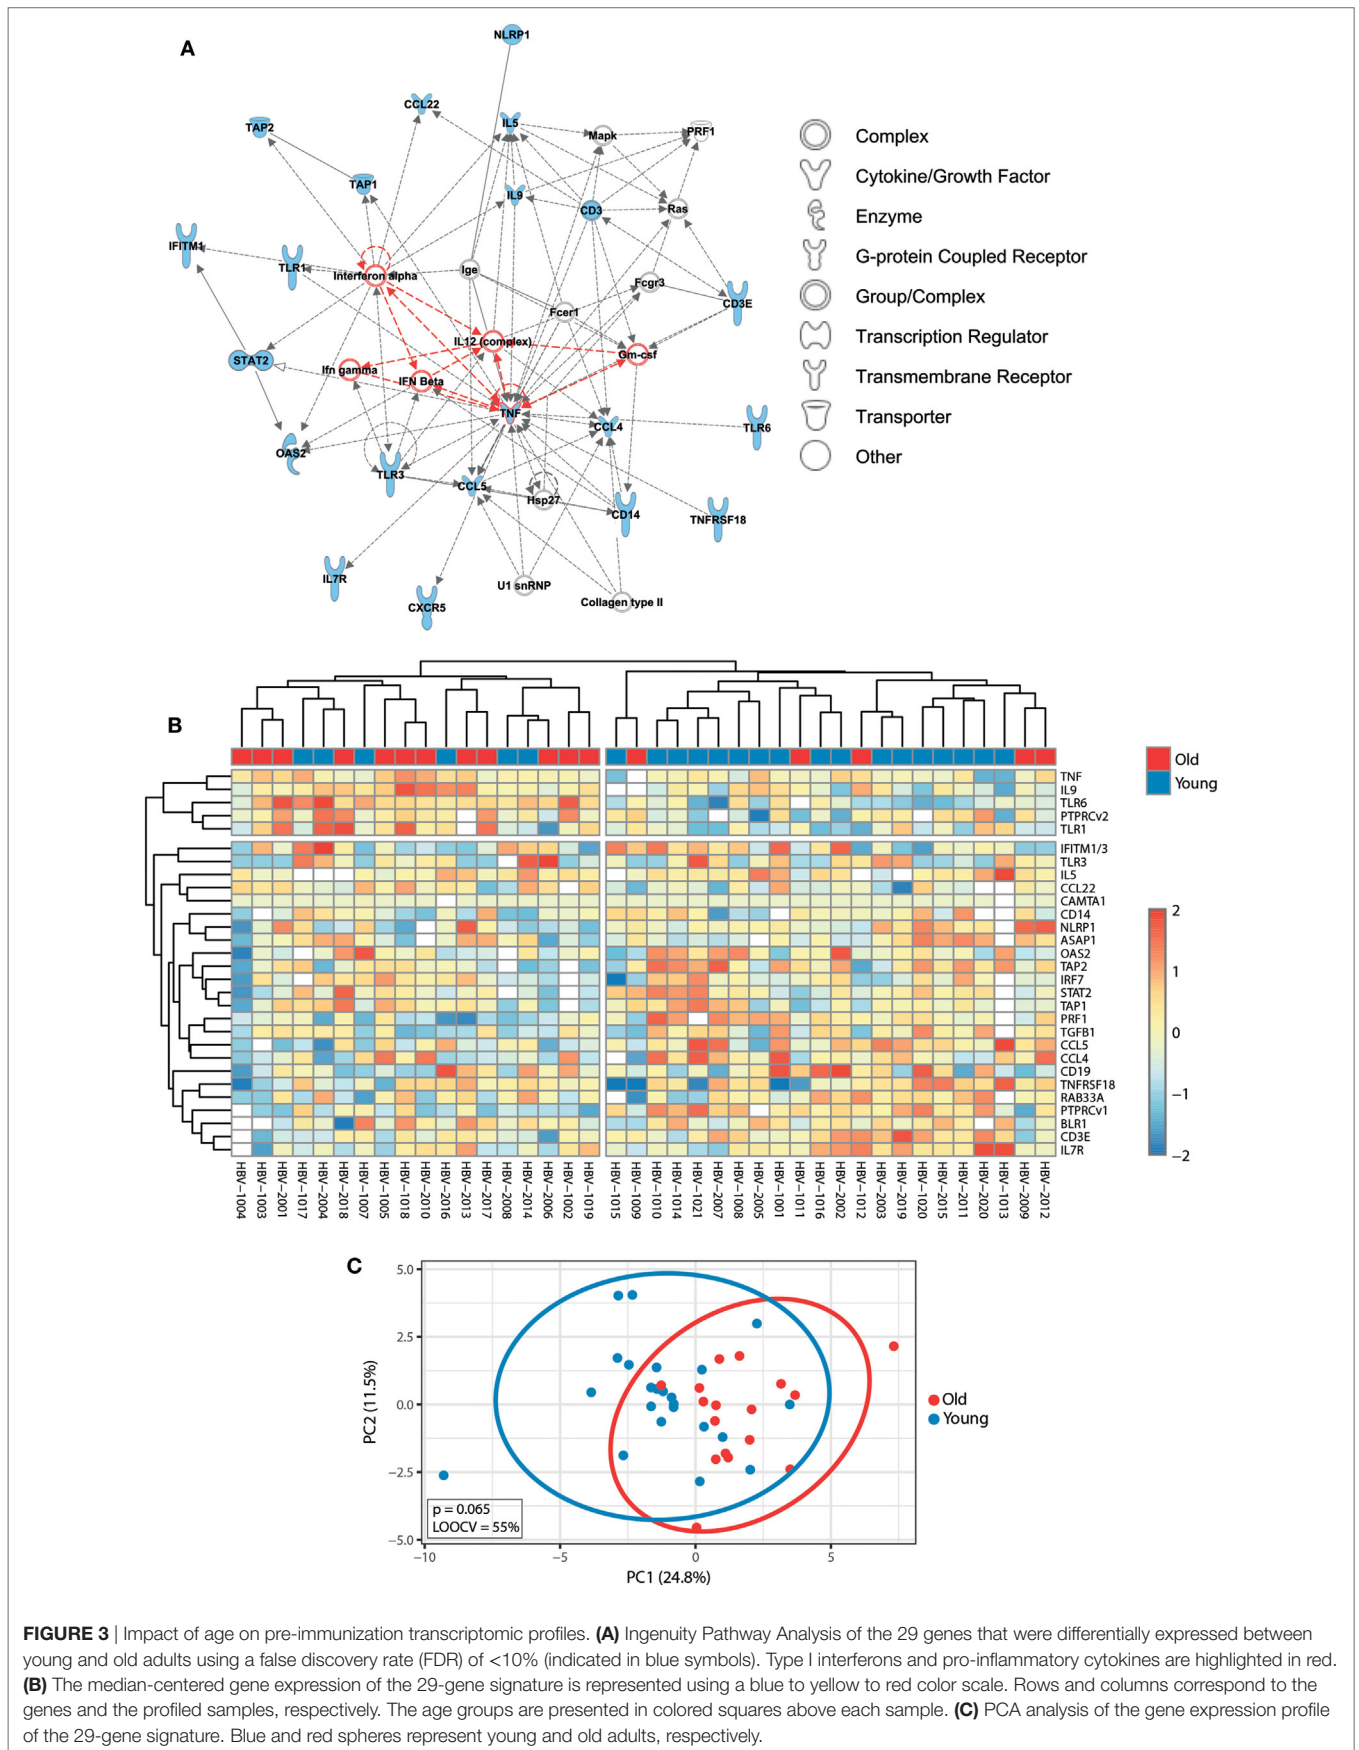 A
NLRP1
CCL22
TAP2
IL5
Mapk
PRF1
TAP1
IL9
CD3
Ras
IFITM1
TLR1
Interferon alpha
Ige
Fcgr3
CD3E
Fcer1
IL12 (complex)
STAT2
Ifn gamma
IFN Beta
Gm-csf
TNF
CCL4
TLR6
OAS2
TLR3
CCL5
Hsp27
CD14
TNFRSF18
IL7R
CXCR5
U1 snRNP
Collagen type II
Complex
Cytokine/Growth Factor
Enzyme
G-protein Coupled Receptor
Group/Complex
Transcription Regulator
Transmembrane Receptor
Transporter
Other
B
Old
Young
TNF
IL9
TLR6
PTPRCv2
TLR1
IFITM1/3
TLR3
IL5
CCL22
CAMTA1
CD14
NLRP1
ASAP1
OAS2
TAP2
IRF7
STAT2
TAP1
PRF1
TGFB1
CCL5
CCL4
CD19
TNFRSF18
RAB33A
PTPRCv1
BLR1
CD3E
IL7R
2
1
0
−1
−2
HBV−1004
HBV−1003
HBV−2001
HBV−2017
HBV−2004
HBV−2018
HBV−1007
HBV−1005
HBV−1018
HBV−2010
HBV−2016
HBV−2013
HBV−2017
HBV−2008
HBV−2014
HBV−2006
HBV−1002
HBV−1019
HBV−1015
HBV−1009
HBV−1010
HBV−1014
HBV−1021
HBV−2007
HBV−1008
HBV−2005
HBV−1001
HBV−1011
HBV−1016
HBV−2002
HBV−1012
HBV−2003
HBV−2019
HBV−1020
HBV−2015
HBV−2011
HBV−2020
HBV−1013
HBV−2009
HBV−2012
C
5.0
2.5
0.0
−2.5
−5.0
PC2 (11.5%)
p = 0.065
LOOCV = 55%
−10
−5
0
5
PC1 (24.8%)
Old
Young
FIGURE 3 | Impact of age on pre-immunization transcriptomic profiles. (A) Ingenuity Pathway Analysis of the 29 genes that were differentially expressed between
young and old adults using a false discovery rate (FDR) of <10% (indicated in blue symbols). Type I interferons and pro-inflammatory cytokines are highlighted in red.
(B) The median-centered gene expression of the 29-gene signature is represented using a blue to yellow to red color scale. Rows and columns correspond to the
genes and the profiled samples, respectively. The age groups are presented in colored squares above each sample. (C) PCA analysis of the gene expression profile
of the 29-gene signature. Blue and red spheres represent young and old adults, respectively.